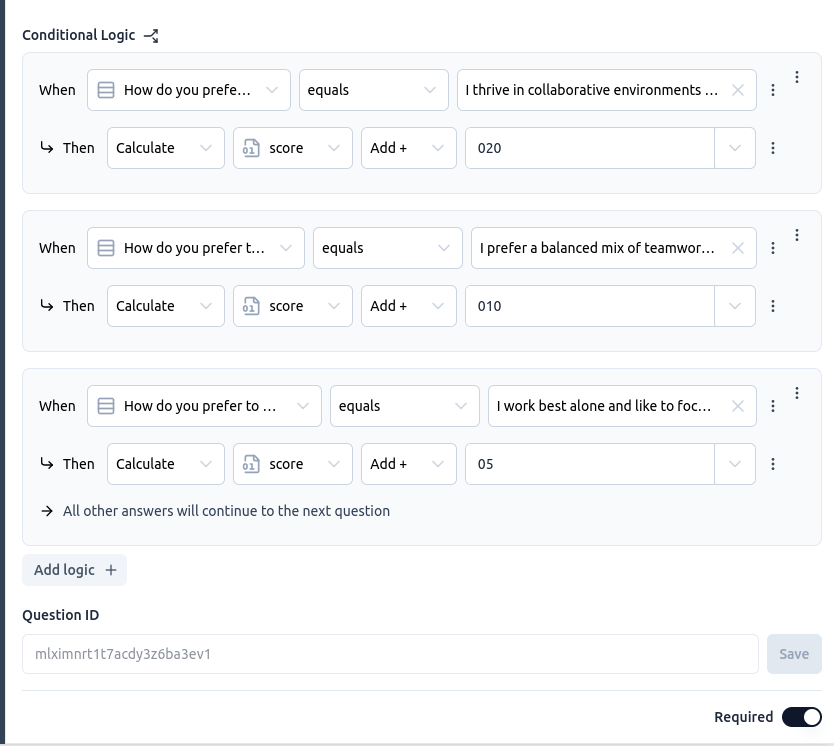 Conditional Logic
When How do you prefe... equals I thrive in collaborative environments ...
Then Calculate 01 score Add + 020
When How do you prefer t... equals I prefer a balanced mix of teamwor...
Then Calculate 01 score Add + 010
When How do you prefer to ... equals I work best alone and like to foc...
Then Calculate 01 score Add + 05
All other answers will continue to the next question
Add logic +
Question ID
mlximnrt1t7acdy3z6ba3ev1 Save
Required